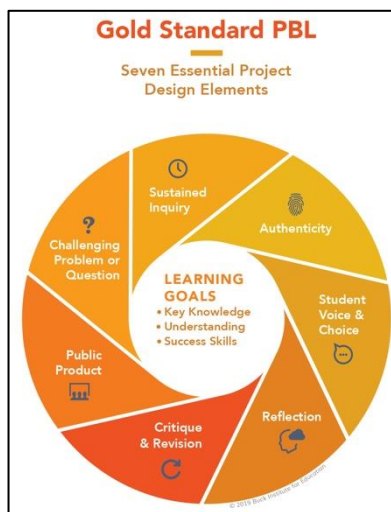 Gold Standard PBL
Seven Essential Project
Design Elements
Challenging
Problem or
Question
Sustained
Inquiry
Authenticity
Student
Voice &
Choice
Reflection
Critique
& Revision
Public
Product
LEARNING
GOALS
• Key Knowledge
• Understanding
• Success Skills
© 2019 Buck Institute for Education